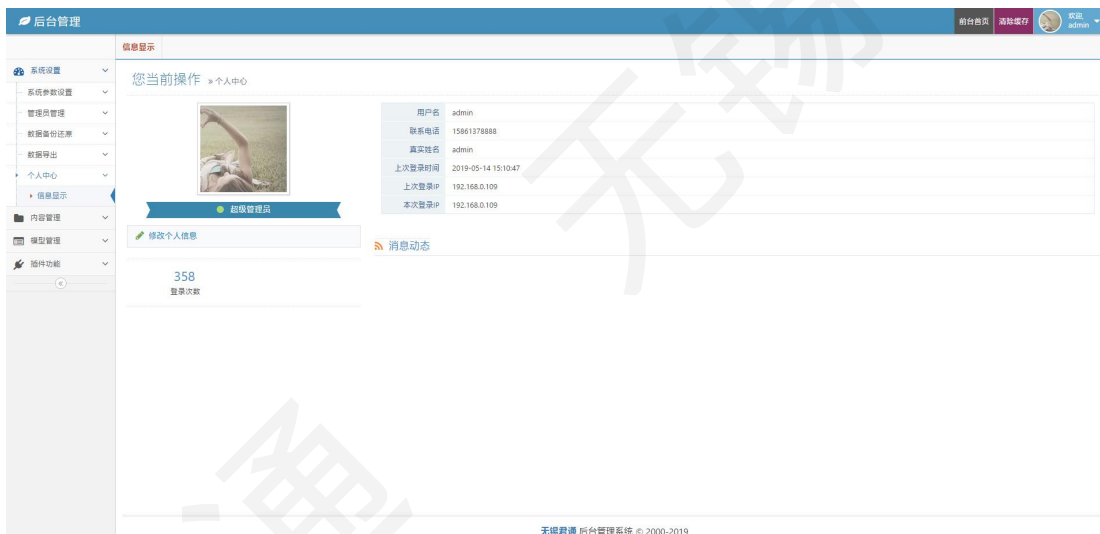 后台管理
前台首页 清除缓存 欢迎, admin
信息显示
系统设置
系统参数设置
管理员管理
数据备份还原
数据导出
个人中心
信息显示
内容管理
模型管理
插件功能
您当前操作 » 个人中心
超级管理员
修改个人信息
358
登录次数
用户名 admin
联系电话 15861378888
真实姓名 admin
上次登录时间 2019-05-14 15:10:47
上次登录IP 192.168.0.109
本次登录IP 192.168.0.109
消息动态
无锡君通 后台管理系统 © 2000-2019
无锡
通